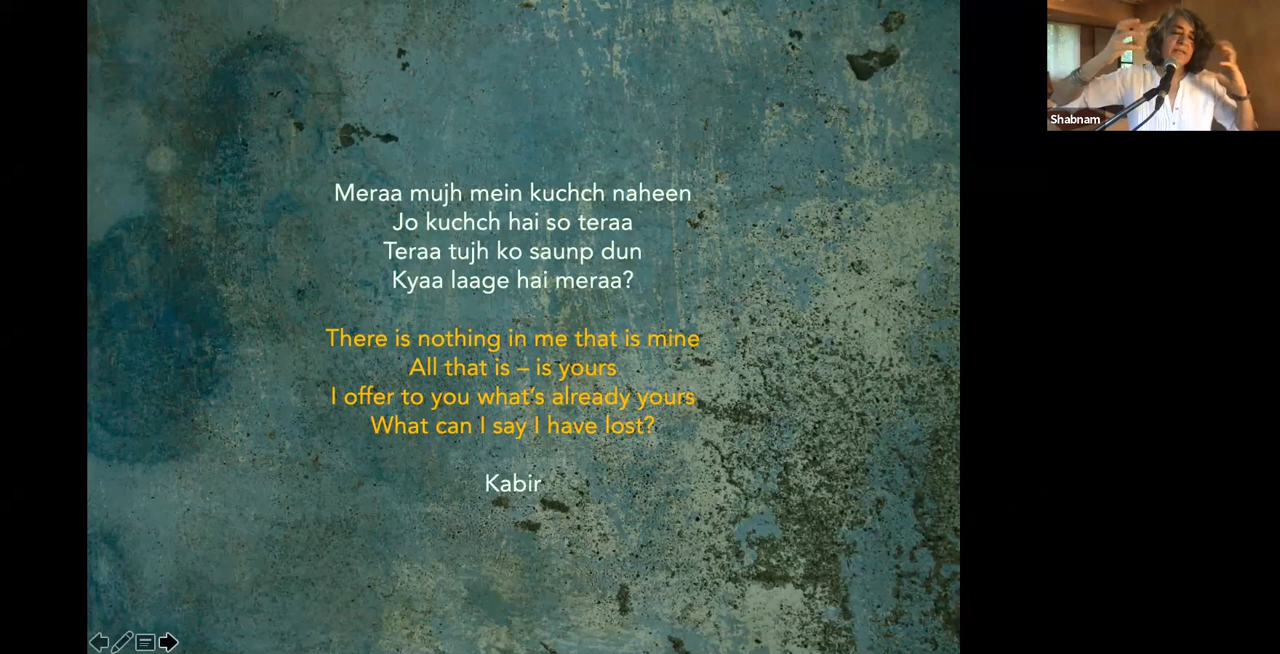 Meraa mujh mein kuchch naheen
Jo kuchch hai so teraa
Teraa tujh ko saunp dun
Kyaa laage hai meraa?
There is nothing in me that is mine
All that is – is yours
I offer to you what's already yours
What can I say I have lost?
Kabir
Shabnam